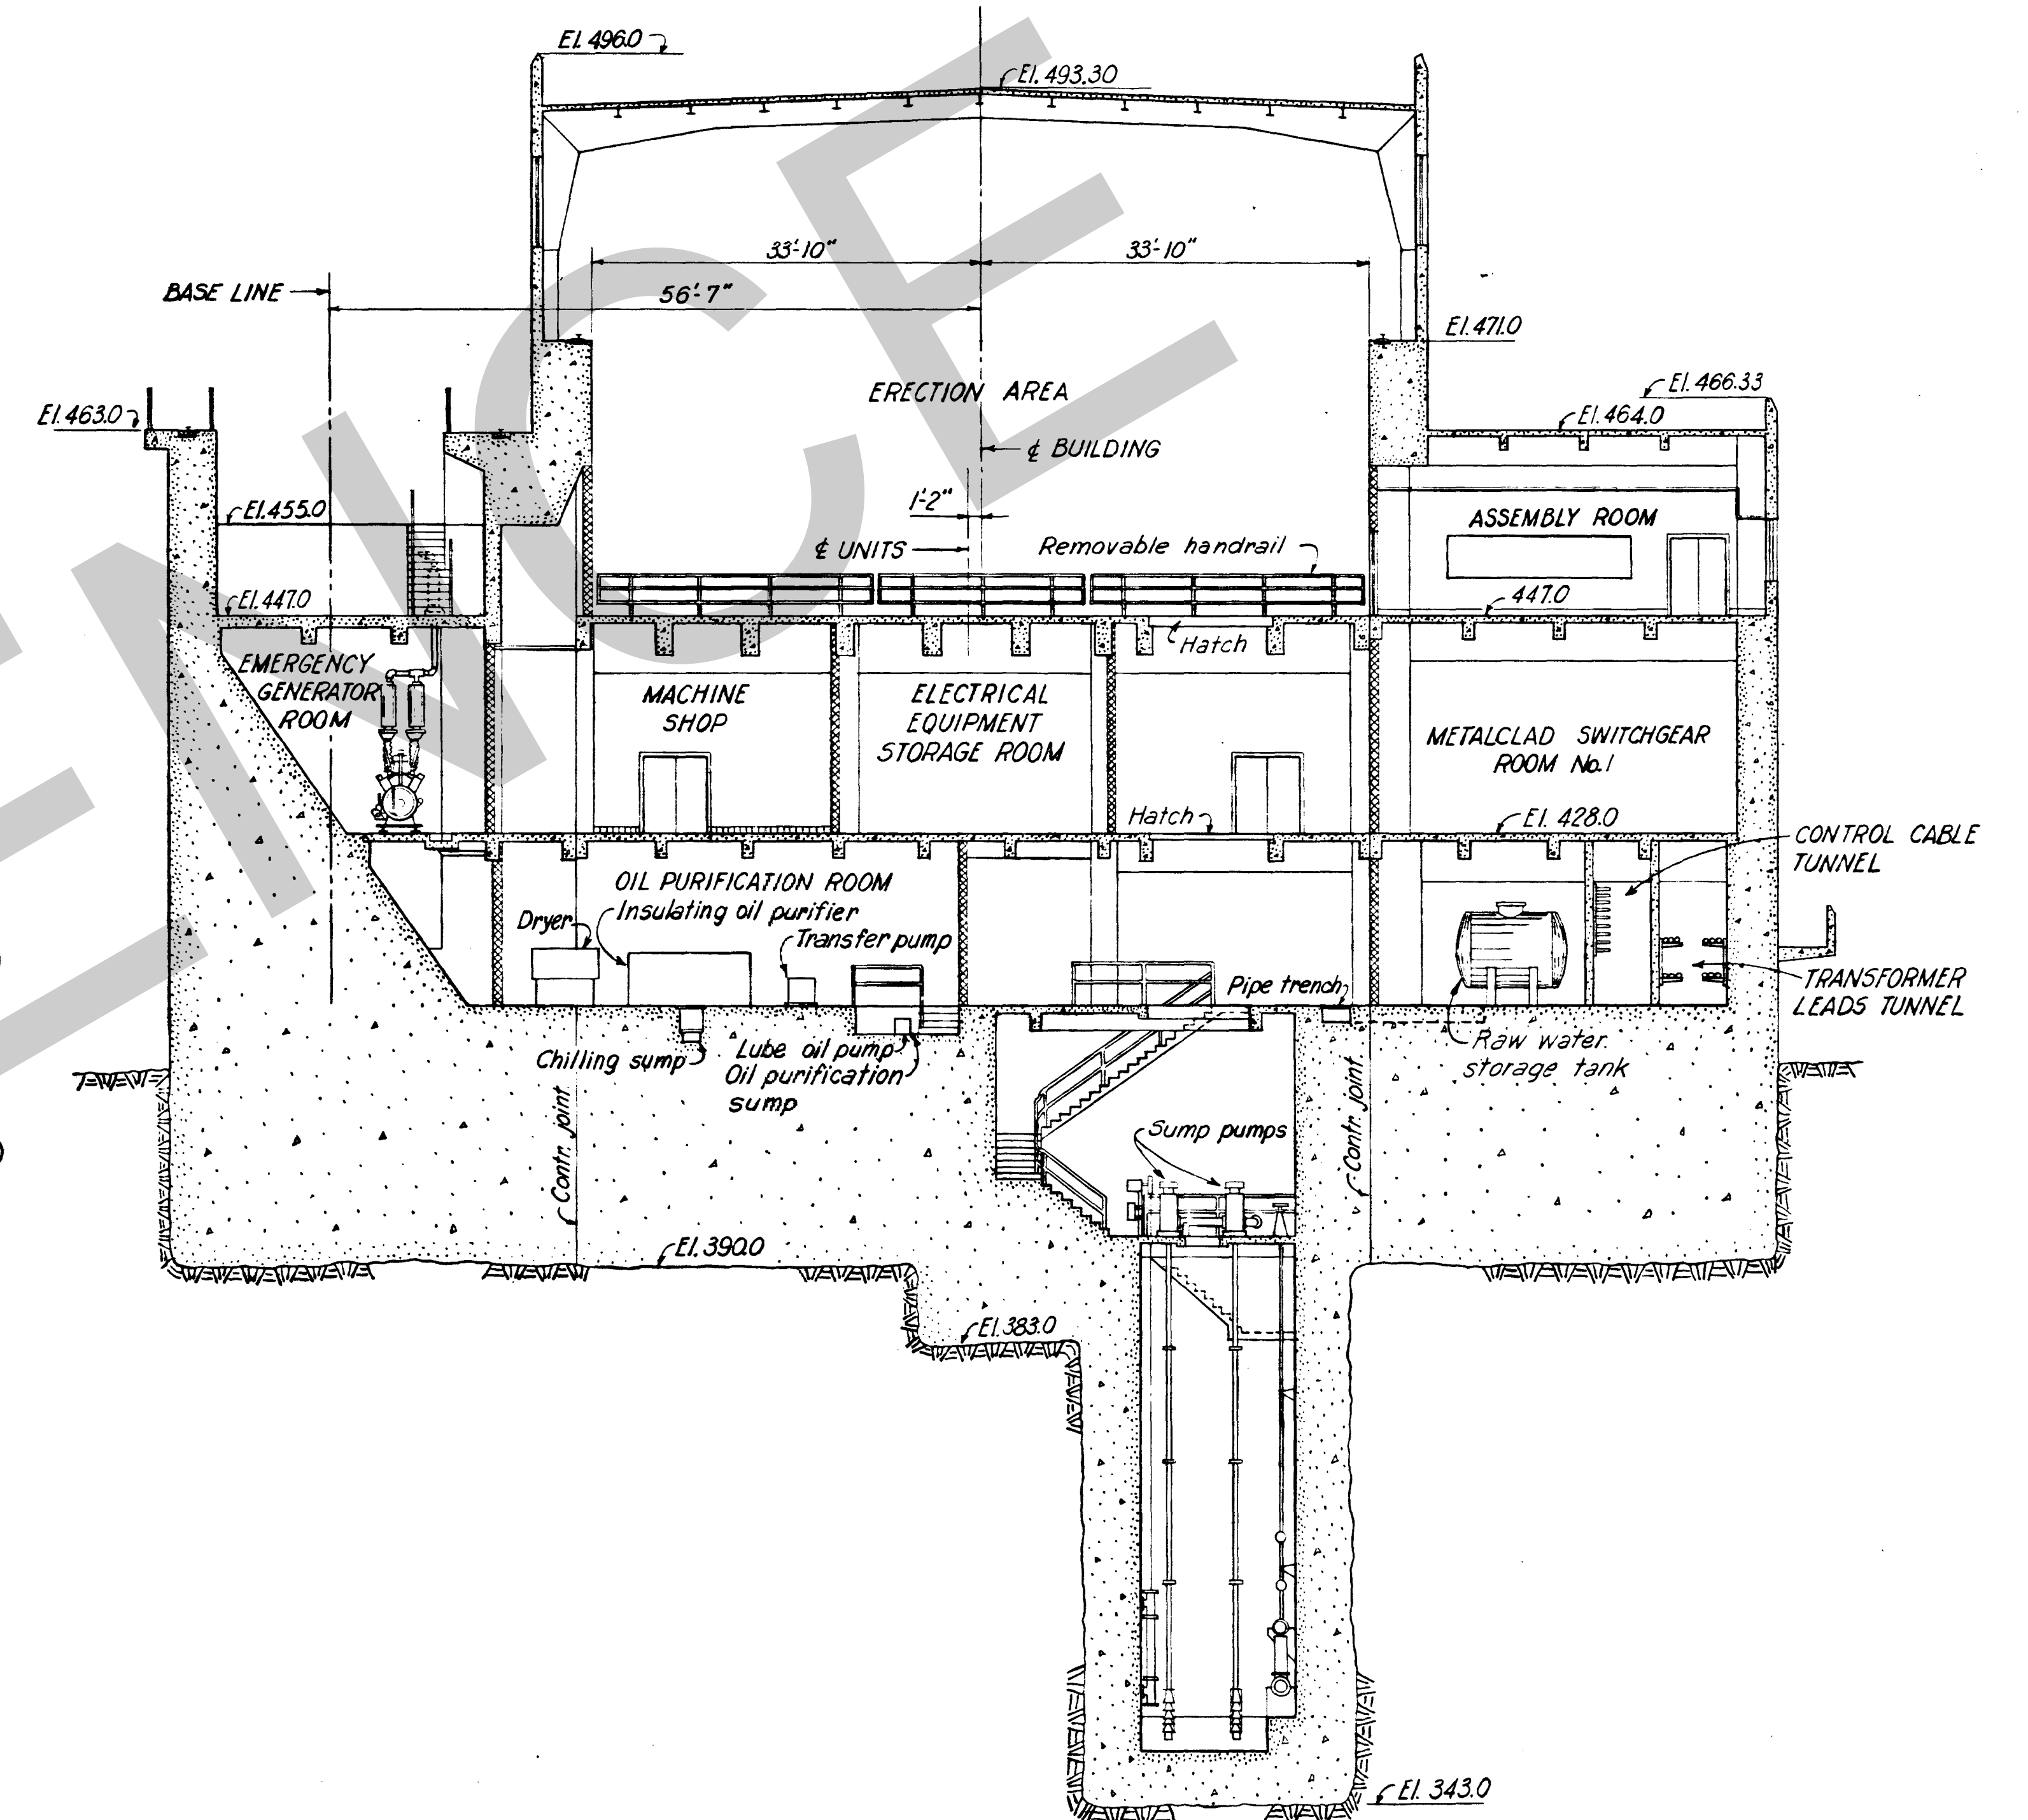 El. 496.0
El. 493.30
33'-10"
33'-10"
BASE LINE
56'-7"
El. 471.0
ERECTION AREA
El. 466.33
El. 463.0
El. 464.0
℄ BUILDING
1'-2"
El. 455.0
ASSEMBLY ROOM
℄ UNITS
Removable handrail
El. 447.0
447.0
Hatch
EMERGENCY
GENERATOR
ROOM
MACHINE
SHOP
ELECTRICAL
EQUIPMENT
STORAGE ROOM
METALCLAD SWITCHGEAR
ROOM No. 1
Hatch
El. 428.0
CONTROL CABLE
TUNNEL
OIL PURIFICATION ROOM
Insulating oil purifier
Dryer
Transfer pump
Pipe trench
TRANSFORMER
LEADS TUNNEL
Chilling sump
Lube oil pump
Oil purification
sump
Raw water
storage tank
Contr. joint
Sump pumps
Contr. joint
El. 390.0
El. 383.0
El. 343.0
ENCE